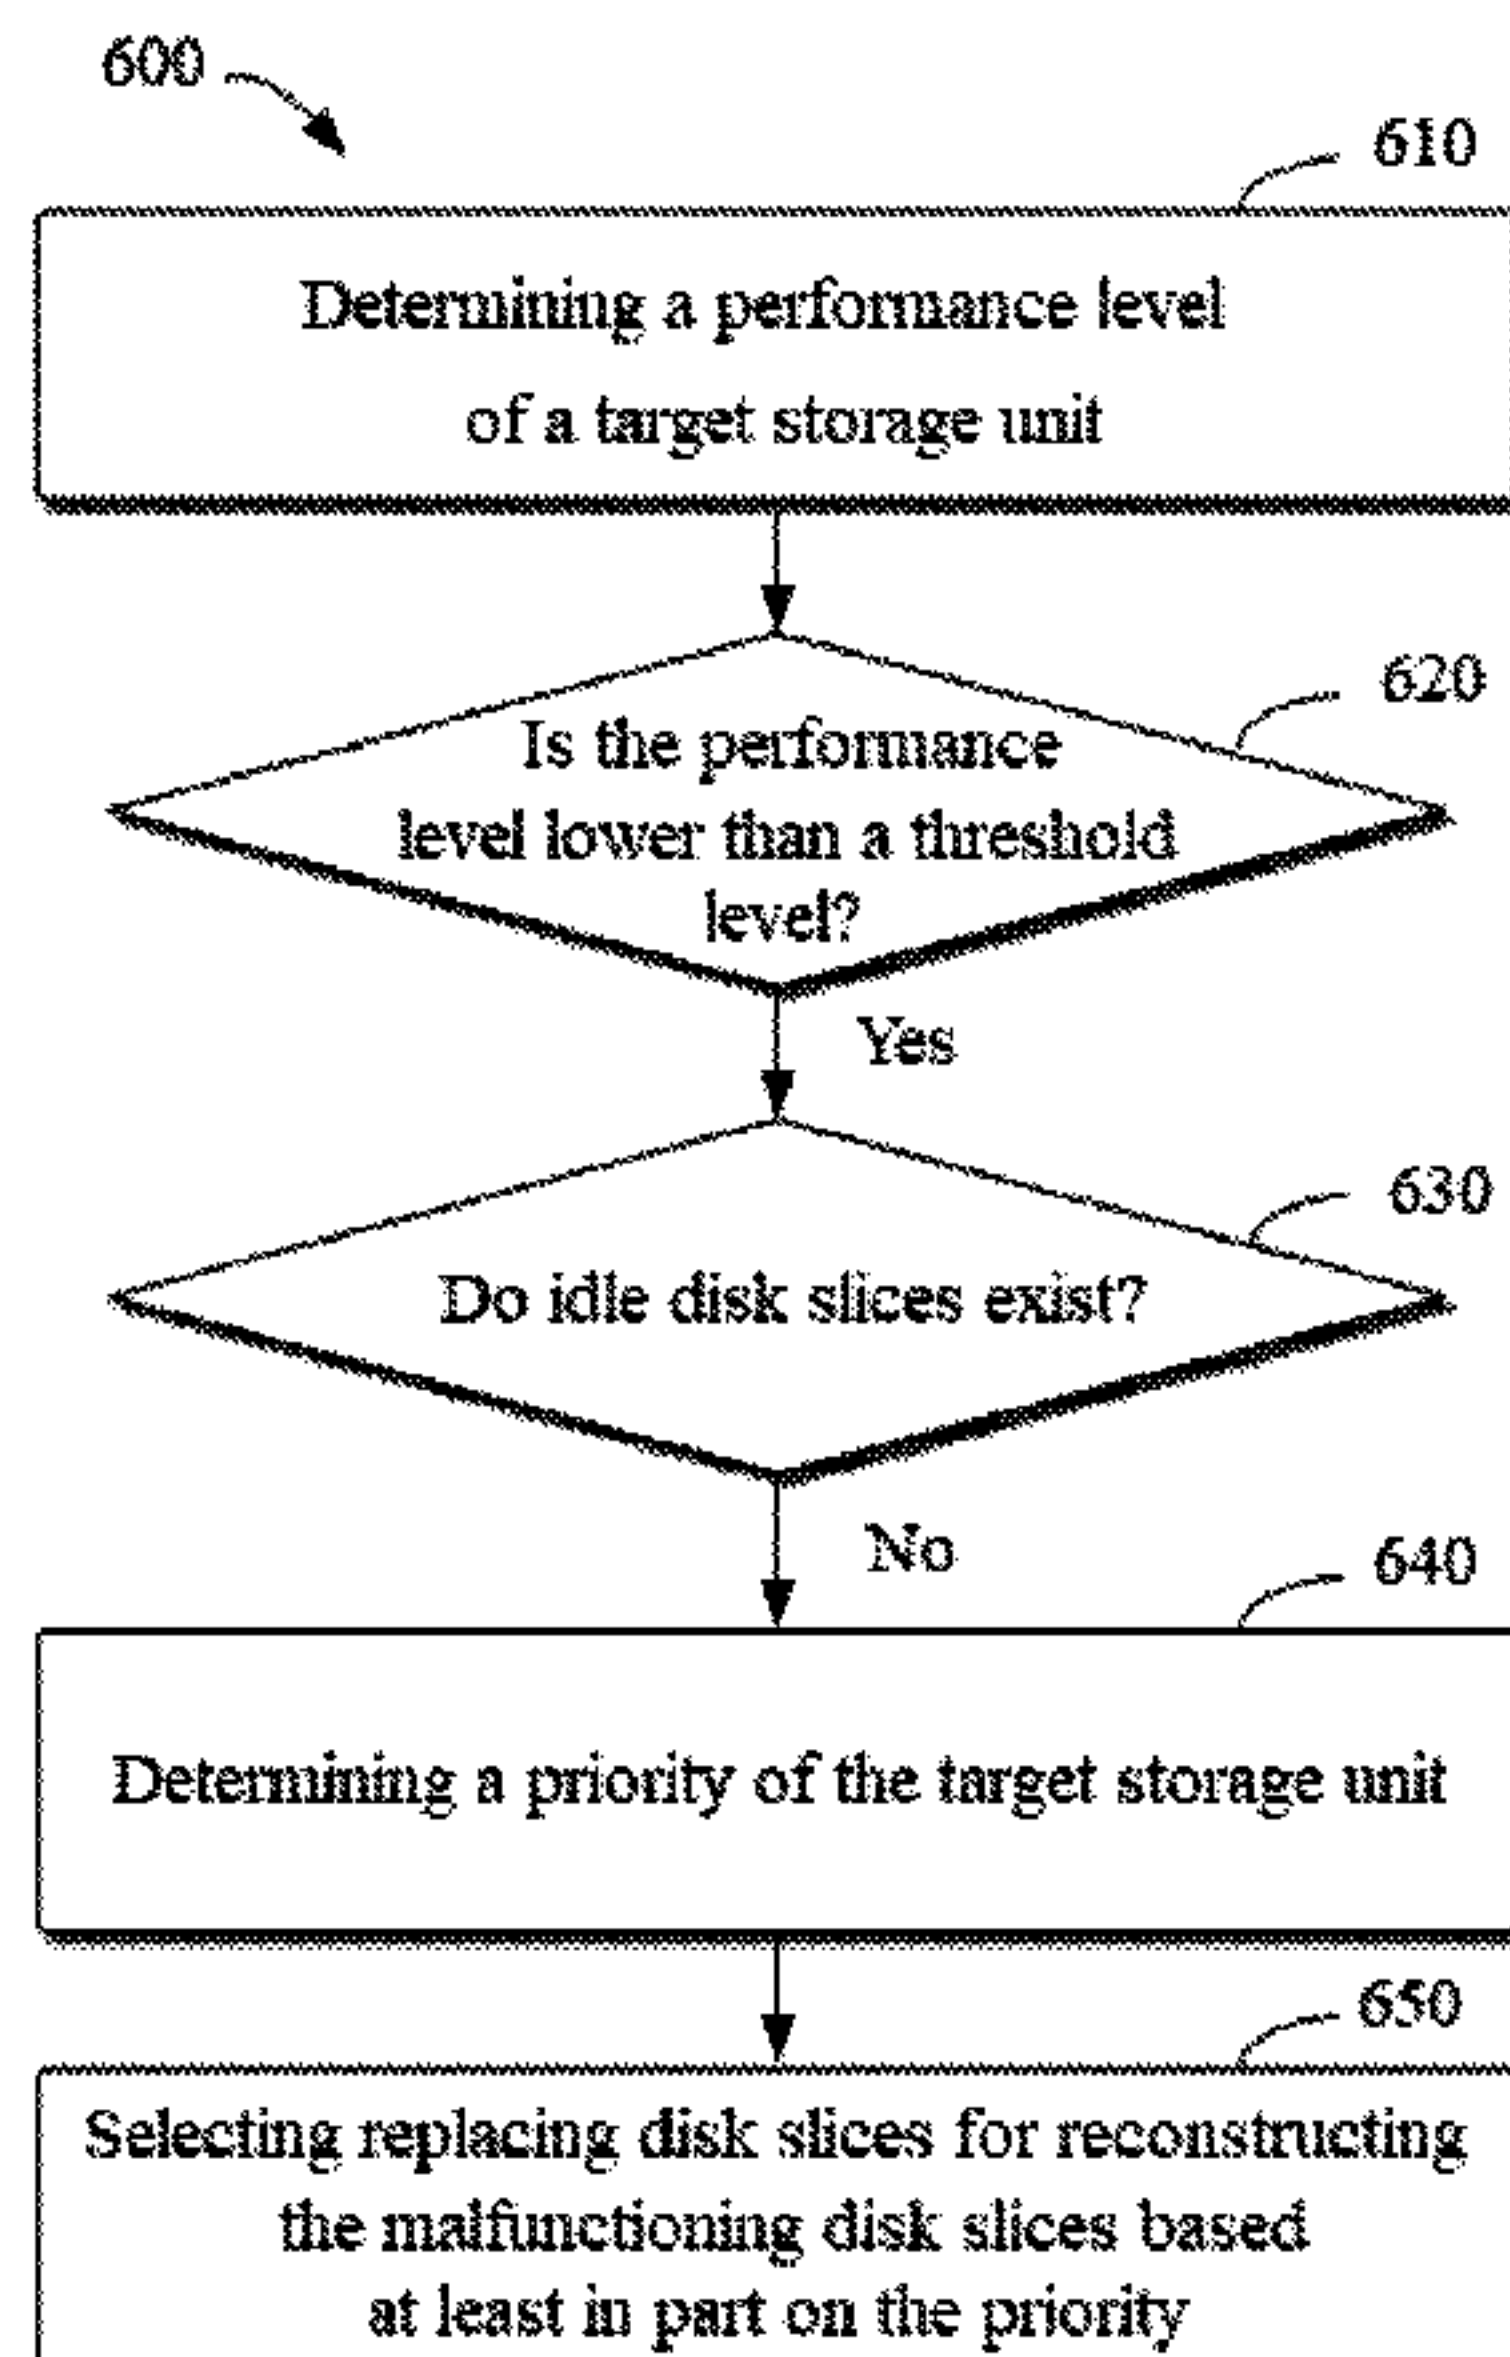 600
610
Determining a performance level
of a target storage unit
620
Is the performance
level lower than a threshold
level?
Yes
630
Do idle disk slices exist?
No
640
Determining a priority of the target storage unit
650
Selecting replacing disk slices for reconstructing
the malfunctioning disk slices based
at least in part on the priority